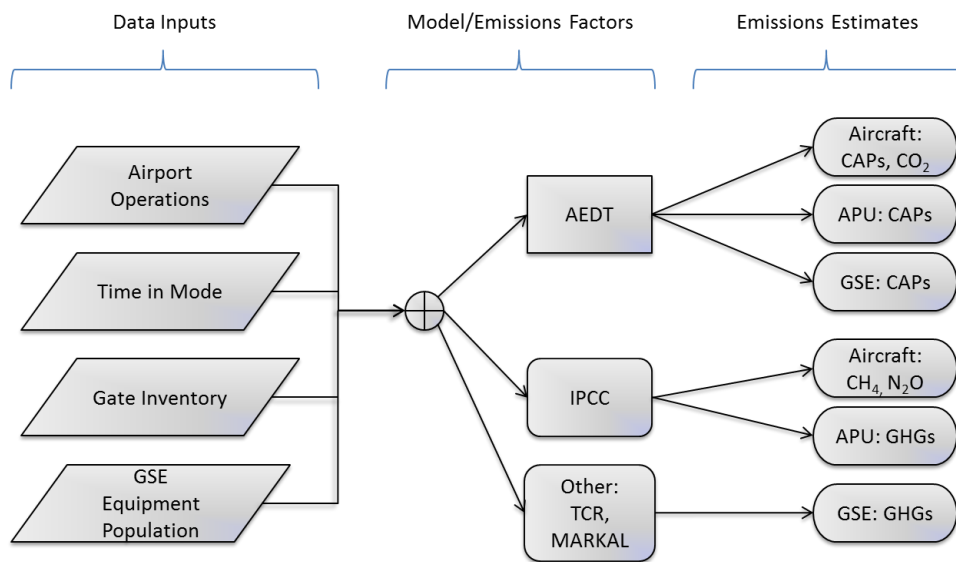 Data Inputs
Model/Emissions Factors
Emissions Estimates
Airport
Operations
Time in Mode
Gate Inventory
GSE
Equipment
Population
AEDT
IPCC
Other:
TCR,
MARKAL
Aircraft:
CAPs, CO₂
APU: CAPs
GSE: CAPs
Aircraft:
CH₄, N₂O
APU: GHGs
GSE: GHGs